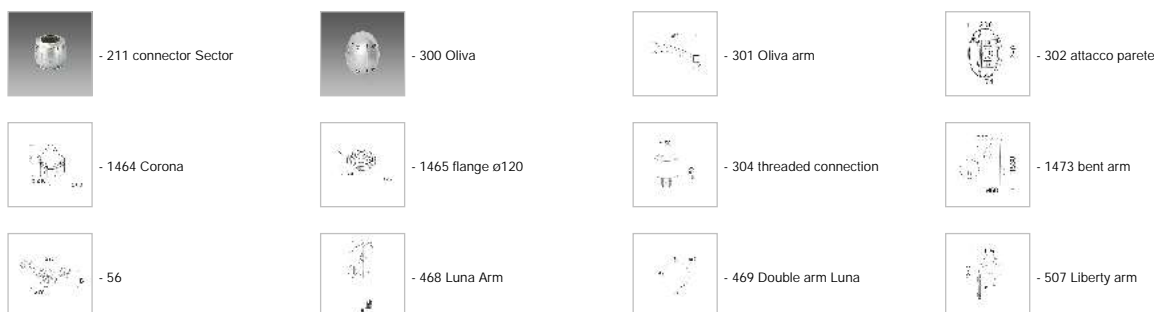 - 211 connector Sector
- 300 Oliva
- 301 Oliva arm
- 302 attacco parete
- 1464 Corona
- 1465 flange ø120
- 304 threaded connection
- 1473 bent arm
- 56
- 468 Luna Arm
- 469 Double arm Luna
- 507 Liberty arm